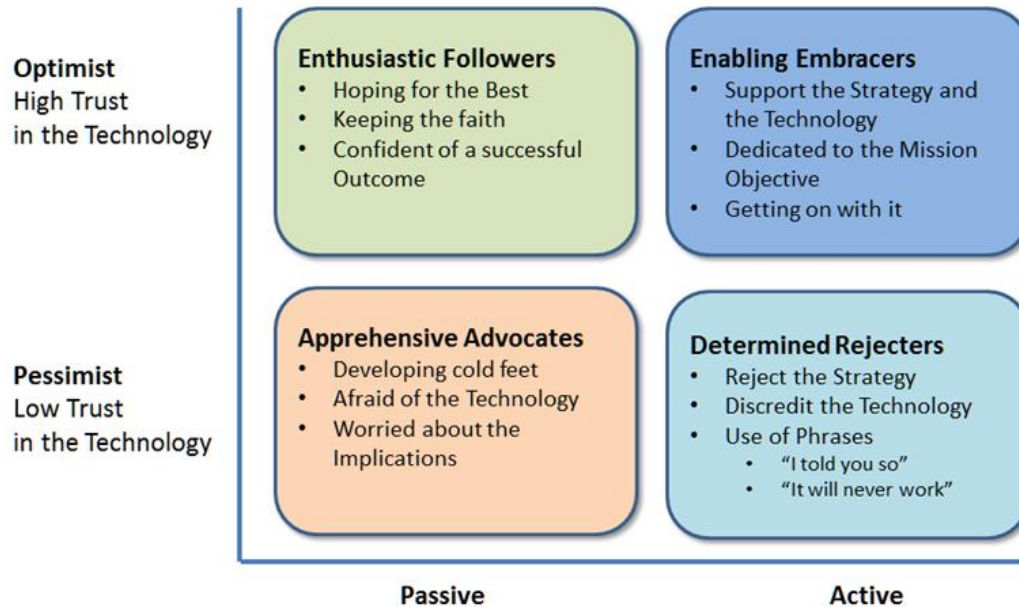 Optimist
High Trust
in the Technology
Enthusiastic Followers
• Hoping for the Best
• Keeping the faith
• Confident of a successful
Outcome
Enabling Embracers
• Support the Strategy and
the Technology
• Dedicated to the Mission
Objective
• Getting on with it
Pessimist
Low Trust
in the Technology
Apprehensive Advocates
• Developing cold feet
• Afraid of the Technology
• Worried about the
Implications
Determined Rejecters
• Reject the Strategy
• Discredit the Technology
• Use of Phrases
• “I told you so”
• “It will never work”
Passive
Active